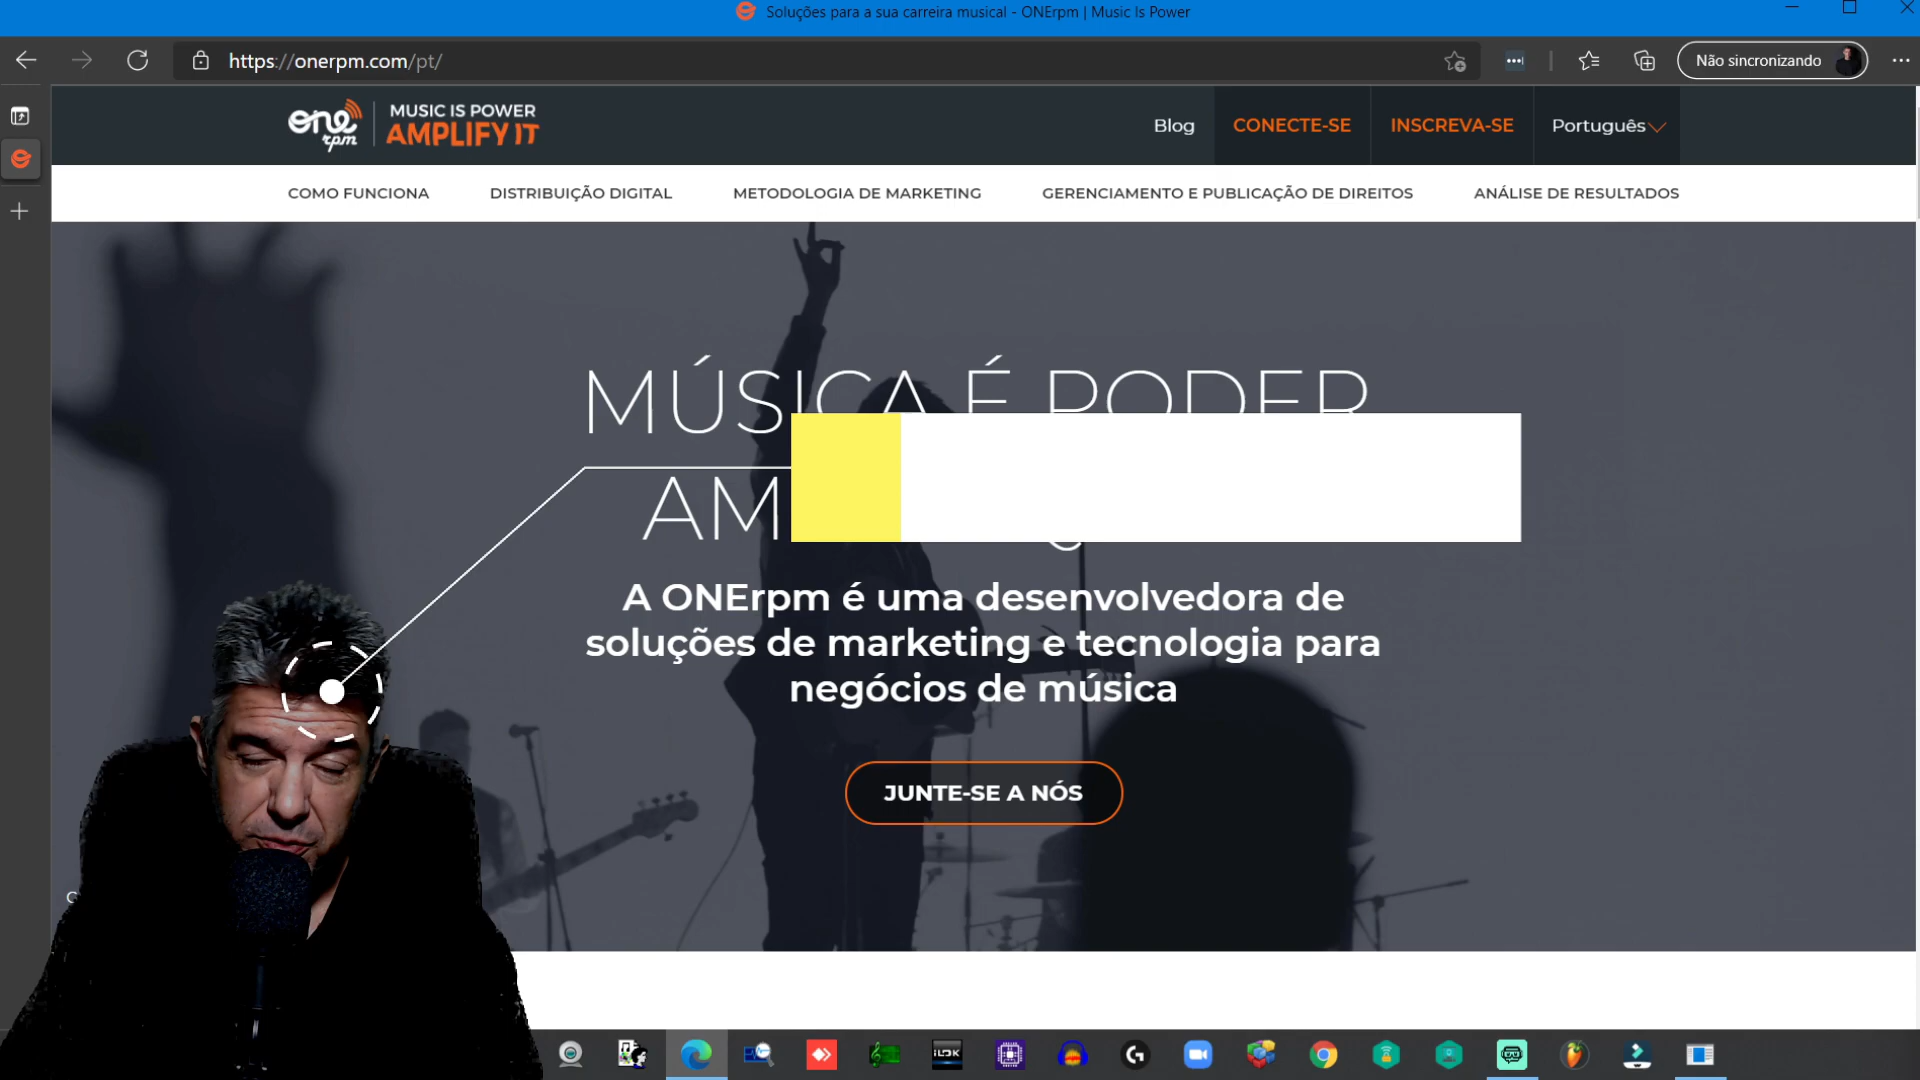 Soluções para a sua carreira musical - ONErpm | Music Is Power
https://onerpm.com/pt/
Não sincronizando
one rpm
MUSIC IS POWER
AMPLIFY IT
Blog
CONECTE-SE
INSCREVA-SE
Português
COMO FUNCIONA
DISTRIBUIÇÃO DIGITAL
METODOLOGIA DE MARKETING
GERENCIAMENTO E PUBLICAÇÃO DE DIREITOS
ANÁLISE DE RESULTADOS
MÚSICA É PODER
AM
A ONErpm é uma desenvolvedora de
soluções de marketing e tecnologia para
negócios de música
JUNTE-SE A NÓS
iLOK